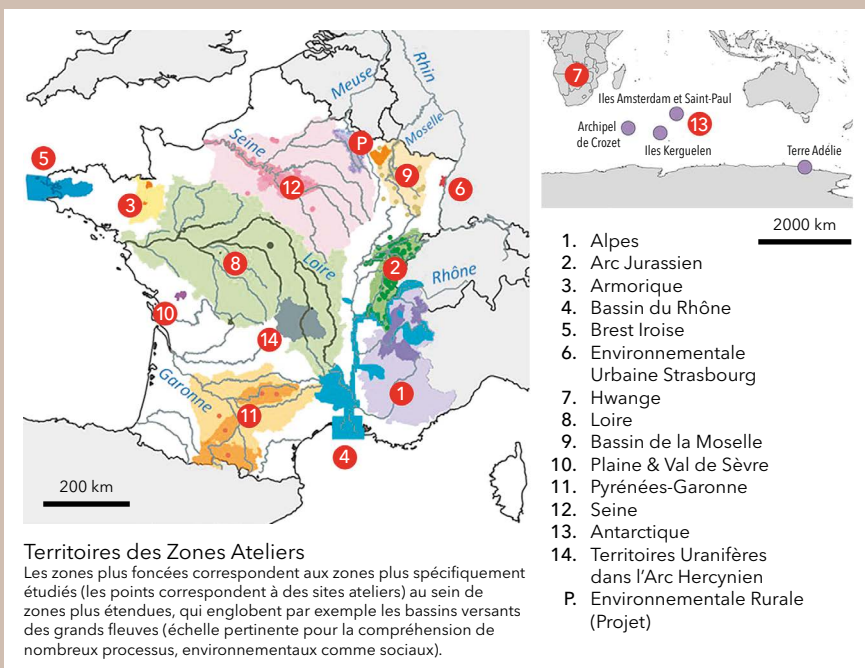 Meuse
Rhin
Moselle
Seine
P
5
3
12
9
6
8
Loire
2
Rhône
10
14
Garonne
11
1
4
200 km
7
Iles Amsterdam et Saint-Paul
13
Archipel
de Crozet
Iles Kerguelen
Terre Adélie
2000 km
Territoires des Zones Ateliers
Les zones plus foncées correspondent aux zones plus spécifiquement
étudiés (les points correspondent à des sites ateliers) au sein de
zones plus étendues, qui englobent par exemple les bassins versants
des grands fleuves (échelle pertinente pour la compréhension de
nombreux processus, environnementaux comme sociaux).
1. Alpes
2. Arc Jurassien
3. Armorique
4. Bassin du Rhône
5. Brest Iroise
6. Environnementale
Urbaine Strasbourg
7. Hwange
8. Loire
9. Bassin de la Moselle
10. Plaine & Val de Sèvre
11. Pyrénées-Garonne
12. Seine
13. Antarctique
14. Territoires Uranifères
dans l'Arc Hercynien
P. Environnementale Rurale
(Projet)